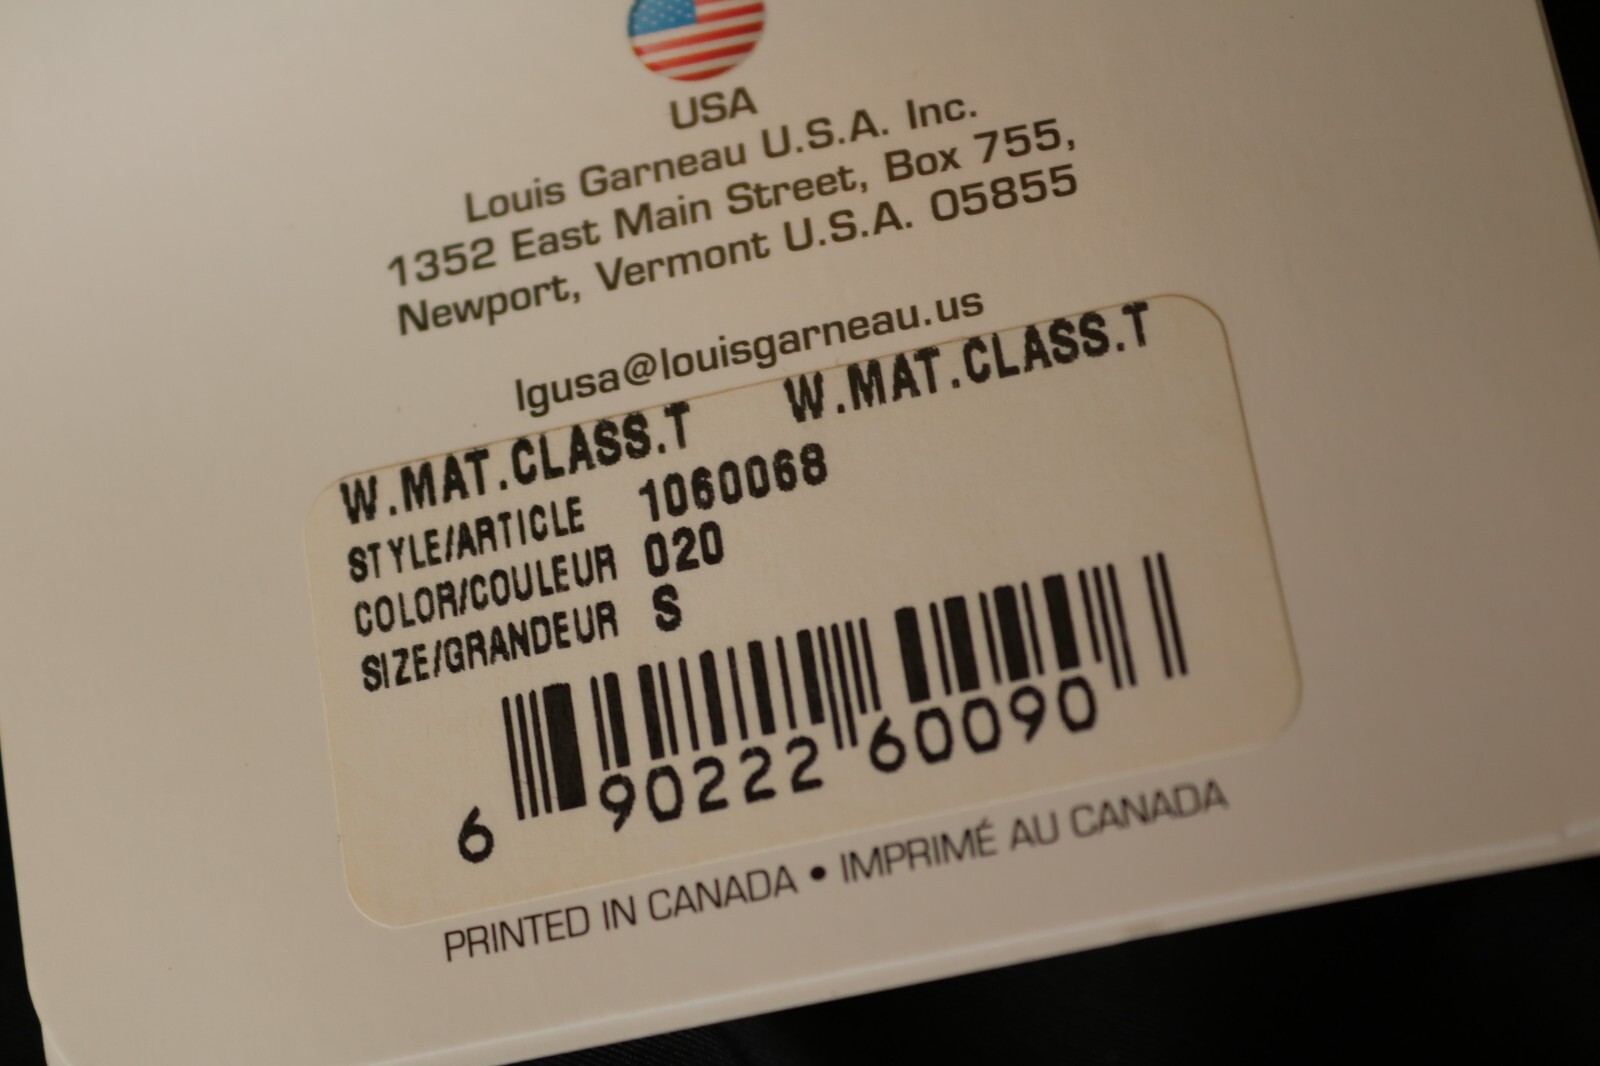 USA
Louis Garneau U.S.A. Inc.
1352 East Main Street, Box 755,
Newport, Vermont U.S.A. 05855
lgusa@louisgarneau.us
W.MAT.CLASS.T W.MAT.CLASS.T
STYLE/ARTICLE 1060068
COLOR/COULEUR 020
SIZE/GRANDEUR S
6 90222 60090
PRINTED IN CANADA • IMPRIMÉ AU CANADA